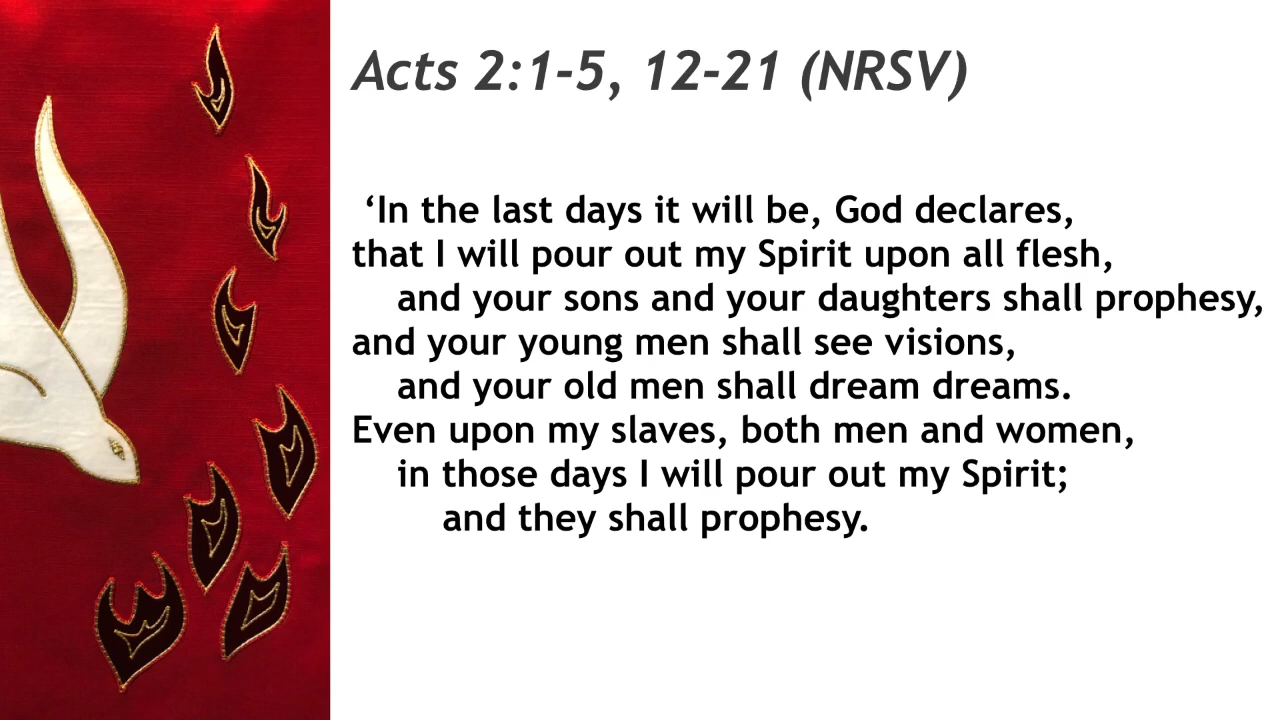 Acts 2:1-5, 12-21 (NRSV)
‘In the last days it will be, God declares,
that I will pour out my Spirit upon all flesh,
and your sons and your daughters shall prophesy,
and your young men shall see visions,
and your old men shall dream dreams.
Even upon my slaves, both men and women,
in those days I will pour out my Spirit;
and they shall prophesy.